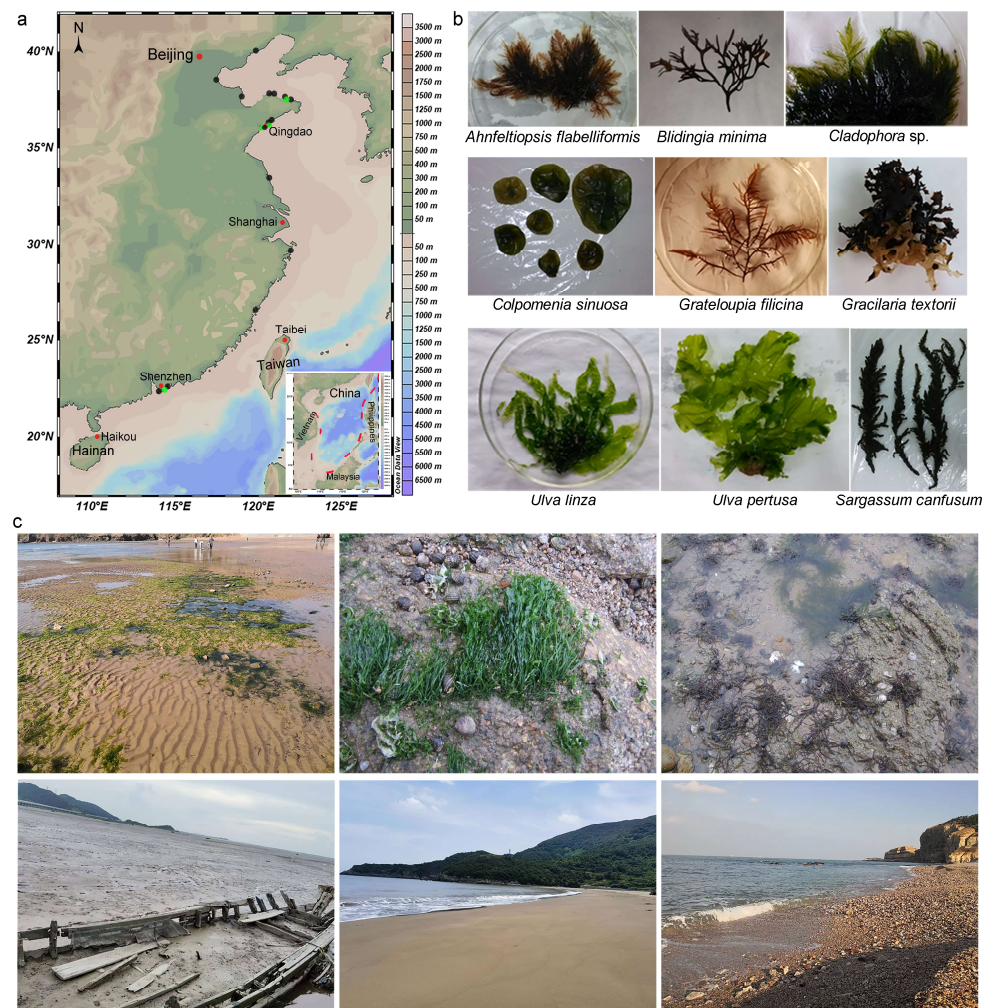 a
N
40°N
35°N
30°N
25°N
20°N
110°E
115°E
120°E
125°E
Beijing
Qingdao
Shanghai
Taibei
Taiwan
Shenzhen
Haikou
Hainan
China
Vietnam
Philippines
Malaysia
3500 m
3000 m
2500 m
2000 m
1750 m
1500 m
1250 m
1000 m
750 m
500 m
400 m
300 m
200 m
100 m
50 m
50 m
100 m
250 m
500 m
750 m
1000 m
1250 m
1500 m
2000 m
2500 m
3000 m
3500 m
4000 m
4500 m
5000 m
5500 m
6000 m
6500 m
Ocean Data View
b
Ahnfeltiopsis flabelliformis
Blidingia minima
Cladophora sp.
Colpomenia sinuosa
Grateloupia filicina
Gracilaria textorii
Ulva linza
Ulva pertusa
Sargassum canfusum
c